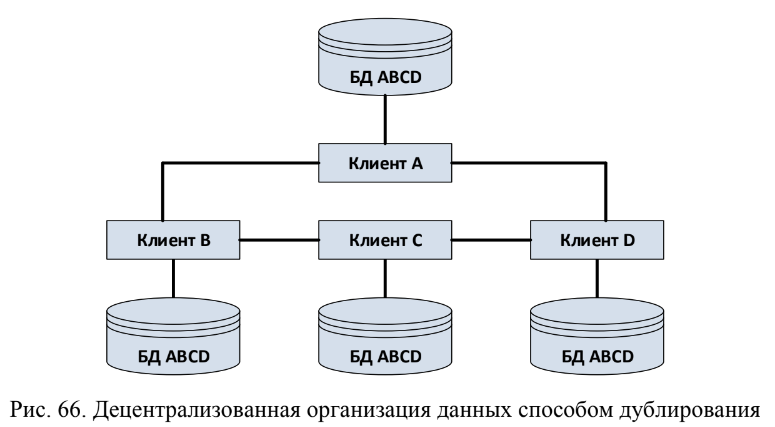 БД ABCD
Клиент A
Клиент B
Клиент C
Клиент D
БД ABCD
БД ABCD
БД ABCD
Рис. 66. Децентрализованная организация данных способом дублирования